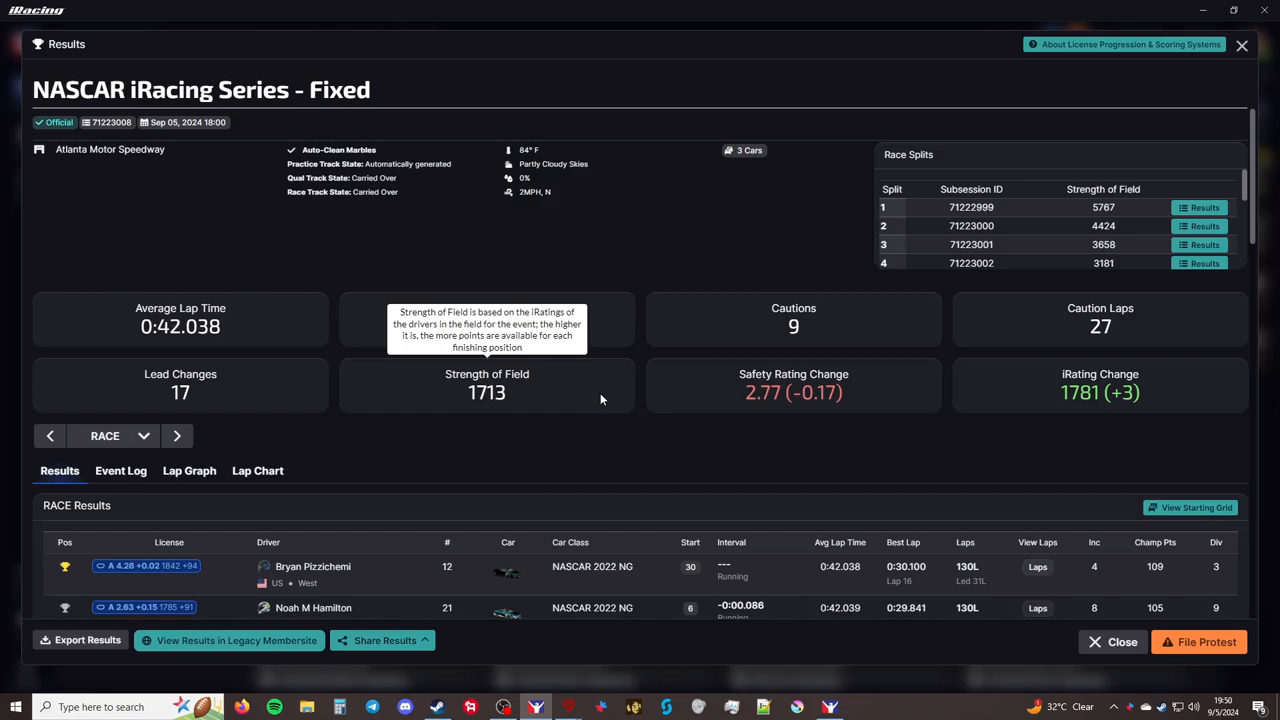 iRacing
Results
About License Progression & Scoring Systems
NASCAR iRacing Series - Fixed
Official
71223008
Sep 05, 2024 18:00
Atlanta Motor Speedway
Auto-Clean Marbles
Practice Track State: Automatically generated
Qual Track State: Carried Over
Race Track State: Carried Over
84° F
Partly Cloudy Skies
0%
2MPH, N
3 Cars
Race Splits
Split Subsession ID Strength of Field
1 71222999 5767 Results
2 71223000 4424 Results
3 71223001 3658 Results
4 71223002 3181 Results
Average Lap Time
0:42.038
Strength of Field is based on the iRatings of
the drivers in the field for the event; the higher
it is, the more points are available for each
finishing position
Cautions
9
Caution Laps
27
Lead Changes
17
Strength of Field
1713
Safety Rating Change
2.77 (-0.17)
iRating Change
1781 (+3)
RACE
Results Event Log Lap Graph Lap Chart
RACE Results
View Starting Grid
Pos License Driver # Car Car Class Start Interval Avg Lap Time Best Lap Laps View Laps Inc Champ Pts Div
A 4.26 +0.02 1842 +94 Bryan Pizzichemi 12 NASCAR 2022 NG 30 --- 0:42.038 0:30.100 130L Laps 4 109 3
US • West Running Lap 16 Led 31L
A 2.63 +0.15 1785 +91 Noah M Hamilton 21 NASCAR 2022 NG 6 -0:00.086 0:42.039 0:29.841 130L Laps 8 105 9
Export Results
View Results in Legacy Membersite
Share Results
Close
File Protest
Type here to search
32°C Clear
19:50
9/5/2024